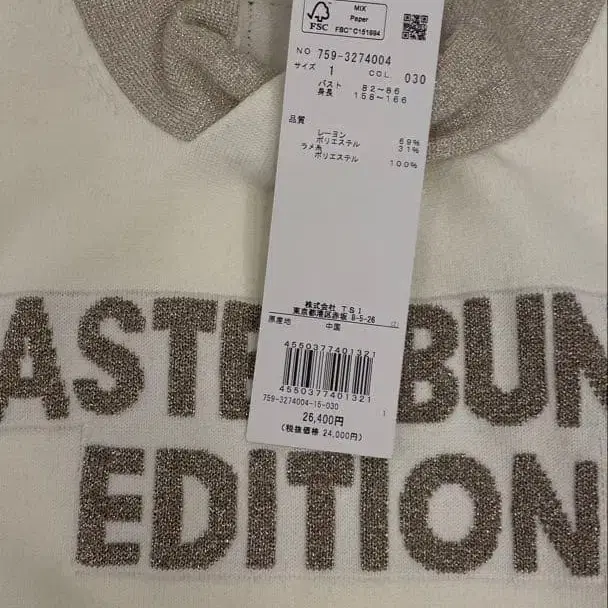 FSC
MIX
Paper
FSC™ C151994
NO 759-3274004
サイズ 1 COL 030
バスト 82-86
身長 158-166
品質
レーヨン 69%
ポリエステル 31%
ラメ糸
ポリエステル 100%
株式会社 TSI
東京都港区赤坂 8-5-26
原産地 中国
4550377401321
4550377401321
759-3274004-15-030
26,400円
(税抜価格 24,000円)
ASTE BUN
EDITION